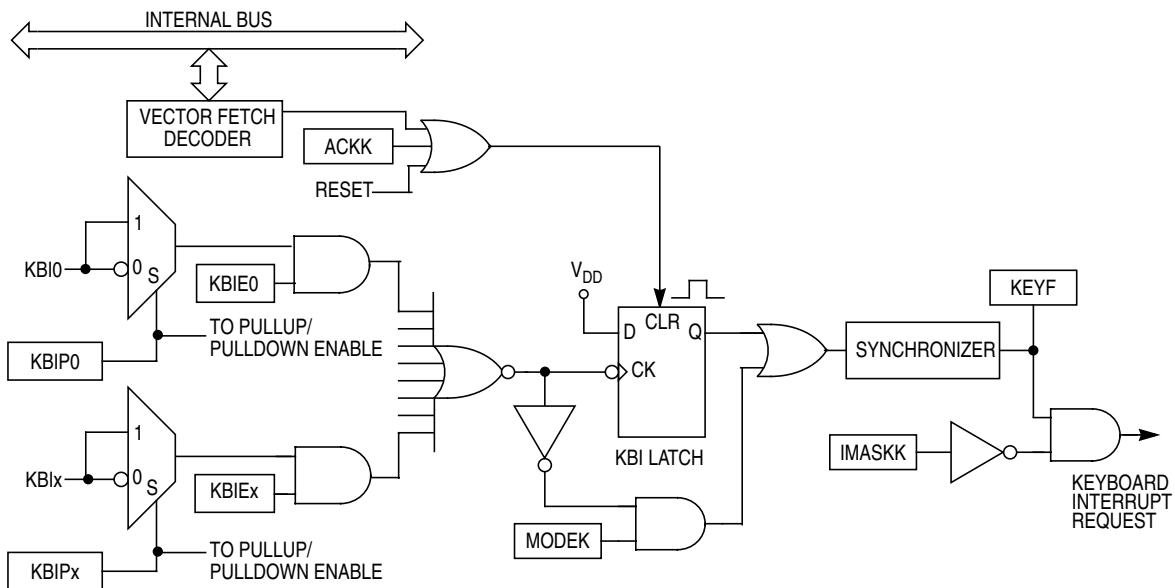 INTERNAL BUS
VECTOR FETCH
DECODER
ACKK
RESET
1
KBI0
0
S
KBIE0
TO PULLUP/
PULLDOWN ENABLE
KBIP0
VDD
D
CLR
Q
CK
KBI LATCH
SYNCHRONIZER
KEYF
IMASKK
KEYBOARD
INTERRUPT
REQUEST
1
KBIx
0
S
KBIEx
MODEK
TO PULLUP/
PULLDOWN ENABLE
KBIPx